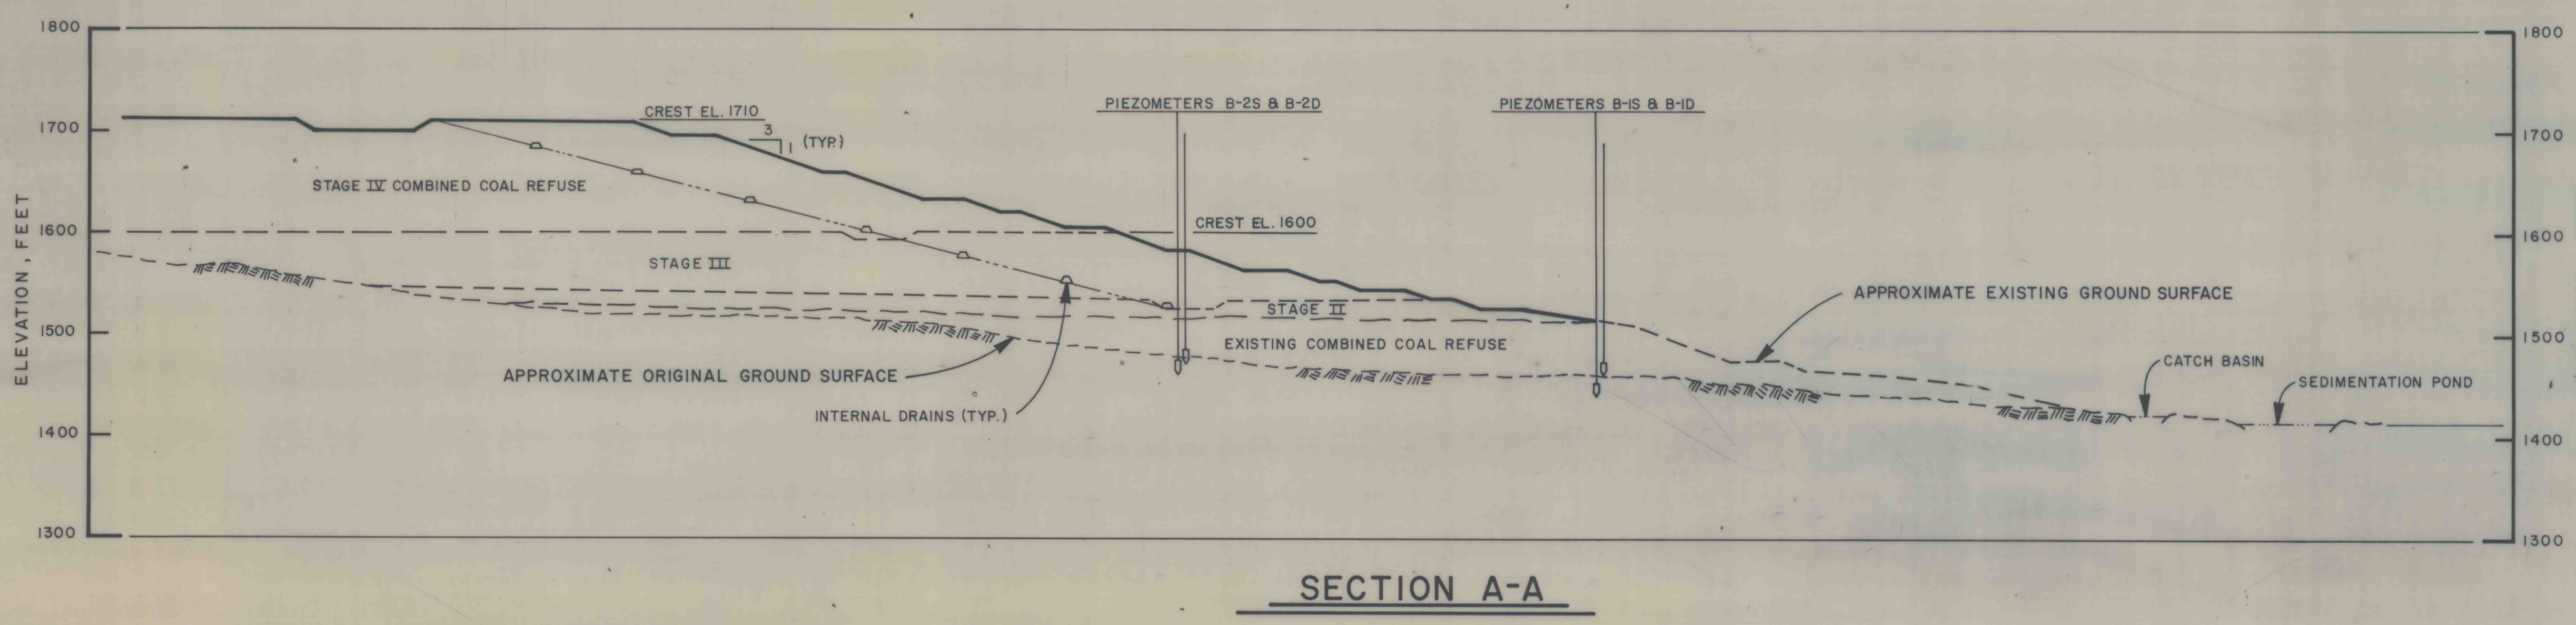 1800
1800
PIEZOMETERS B-2S & B-2D
PIEZOMETERS B-1S & B-1D
CREST EL. 1710
3
1 (TYP.)
1700
1700
STAGE IV COMBINED COAL REFUSE
CREST EL. 1600
1600
1600
ELEVATION, FEET
STAGE III
APPROXIMATE EXISTING GROUND SURFACE
STAGE II
1500
1500
EXISTING COMBINED COAL REFUSE
CATCH BASIN
APPROXIMATE ORIGINAL GROUND SURFACE
SEDIMENTATION POND
INTERNAL DRAINS (TYP.)
1400
1400
1300
1300
SECTION A-A